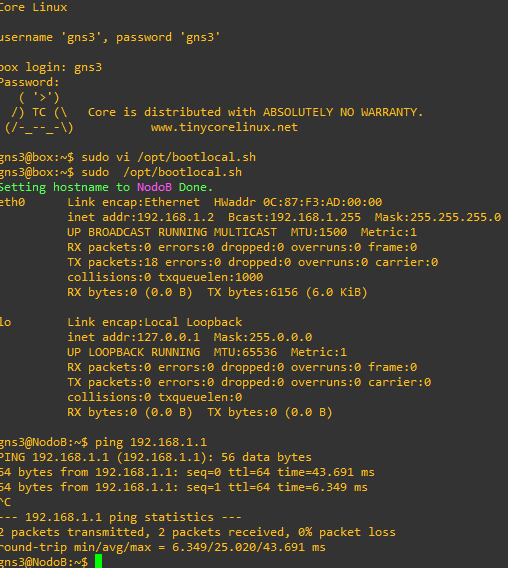 Core Linux
username 'gns3', password 'gns3'
box login: gns3
Password:
( '>')
/) TC (\   Core is distributed with ABSOLUTELY NO WARRANTY.
(/-_--_-\)           www.tinycorelinux.net
gns3@box:~$ sudo vi /opt/bootlocal.sh
gns3@box:~$ sudo  /opt/bootlocal.sh
Setting hostname to NodoB Done.
eth0      Link encap:Ethernet  HWaddr 0C:87:F3:AD:00:00
inet addr:192.168.1.2  Bcast:192.168.1.255  Mask:255.255.255.0
UP BROADCAST RUNNING MULTICAST  MTU:1500  Metric:1
RX packets:0 errors:0 dropped:0 overruns:0 frame:0
TX packets:18 errors:0 dropped:0 overruns:0 carrier:0
collisions:0 txqueuelen:1000
RX bytes:0 (0.0 B)  TX bytes:6156 (6.0 KiB)
lo        Link encap:Local Loopback
inet addr:127.0.0.1  Mask:255.0.0.0
UP LOOPBACK RUNNING  MTU:65536  Metric:1
RX packets:0 errors:0 dropped:0 overruns:0 frame:0
TX packets:0 errors:0 dropped:0 overruns:0 carrier:0
collisions:0 txqueuelen:0
RX bytes:0 (0.0 B)  TX bytes:0 (0.0 B)
gns3@NodoB:~$ ping 192.168.1.1
PING 192.168.1.1 (192.168.1.1): 56 data bytes
64 bytes from 192.168.1.1: seq=0 ttl=64 time=43.691 ms
64 bytes from 192.168.1.1: seq=1 ttl=64 time=6.349 ms
^C
--- 192.168.1.1 ping statistics ---
2 packets transmitted, 2 packets received, 0% packet loss
round-trip min/avg/max = 6.349/25.020/43.691 ms
gns3@NodoB:~$